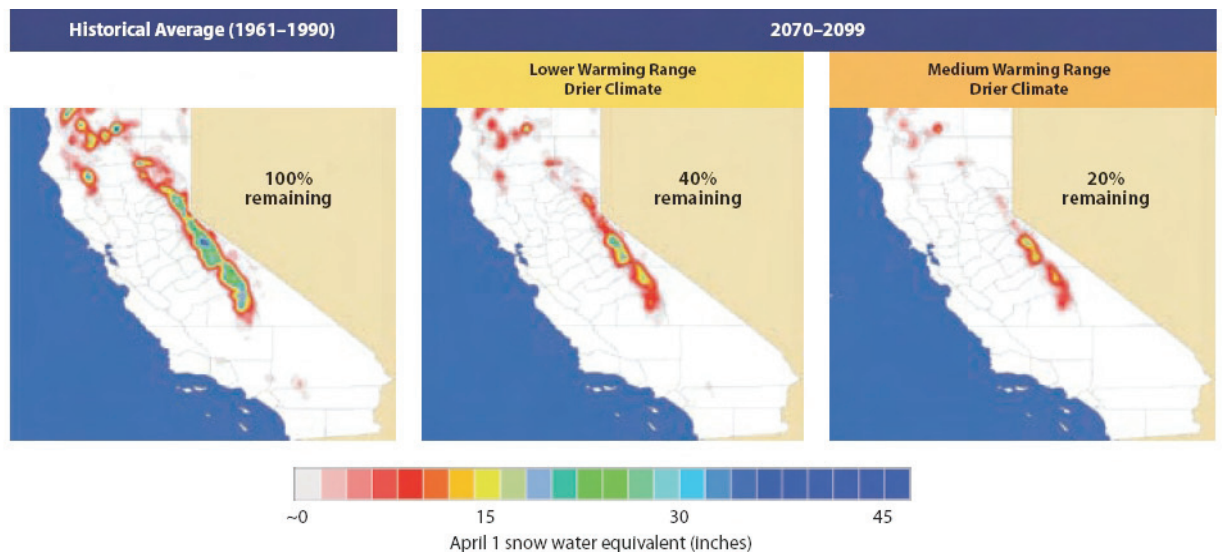 Historical Average (1961–1990)
2070–2099
Lower Warming Range
Drier Climate
Medium Warming Range
Drier Climate
100%
remaining
40%
remaining
20%
remaining
~0
15
30
45
April 1 snow water equivalent (inches)